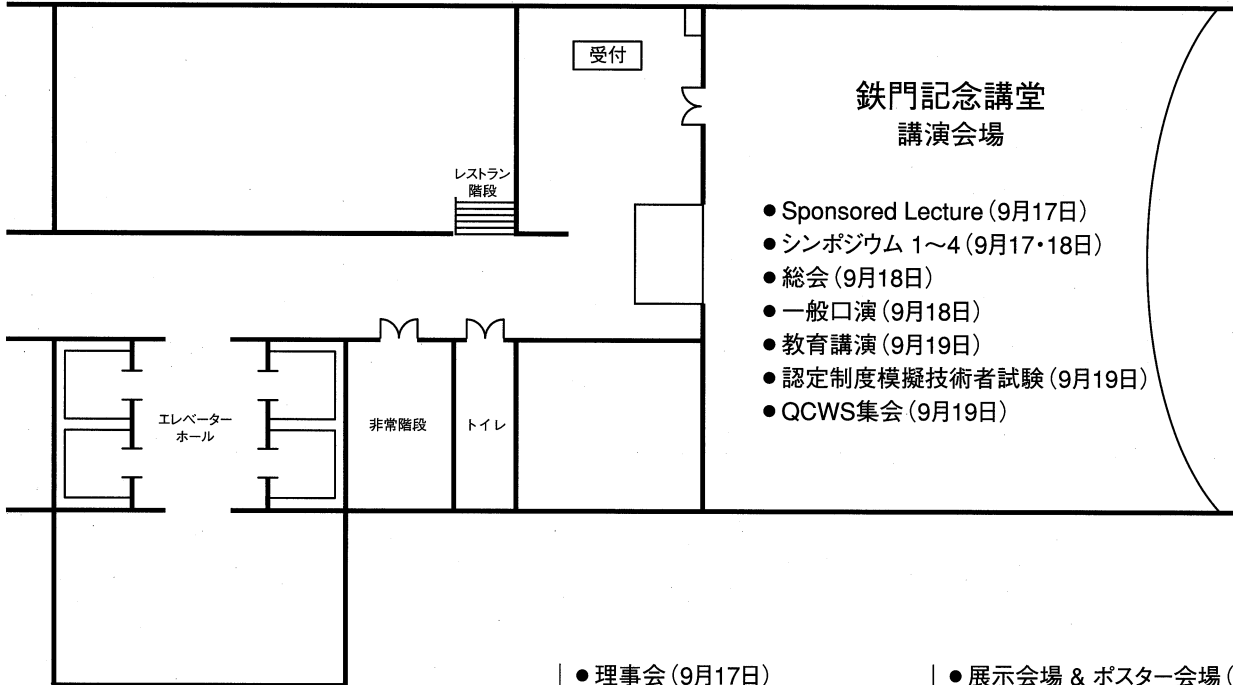 受付
鉄門記念講堂
講演会場
レストラン
階段
● Sponsored Lecture（9月17日）
● シンポジウム 1〜4（9月17・18日）
● 総会（9月18日）
● 一般口演（9月18日）
● 教育講演（9月19日）
● 認定制度模擬技術者試験（9月19日）
● QCWS集会（9月19日）
エレベーター
ホール
非常階段
トイレ
● 理事会（9月17日）
● 展示会場 & ポスター会場（